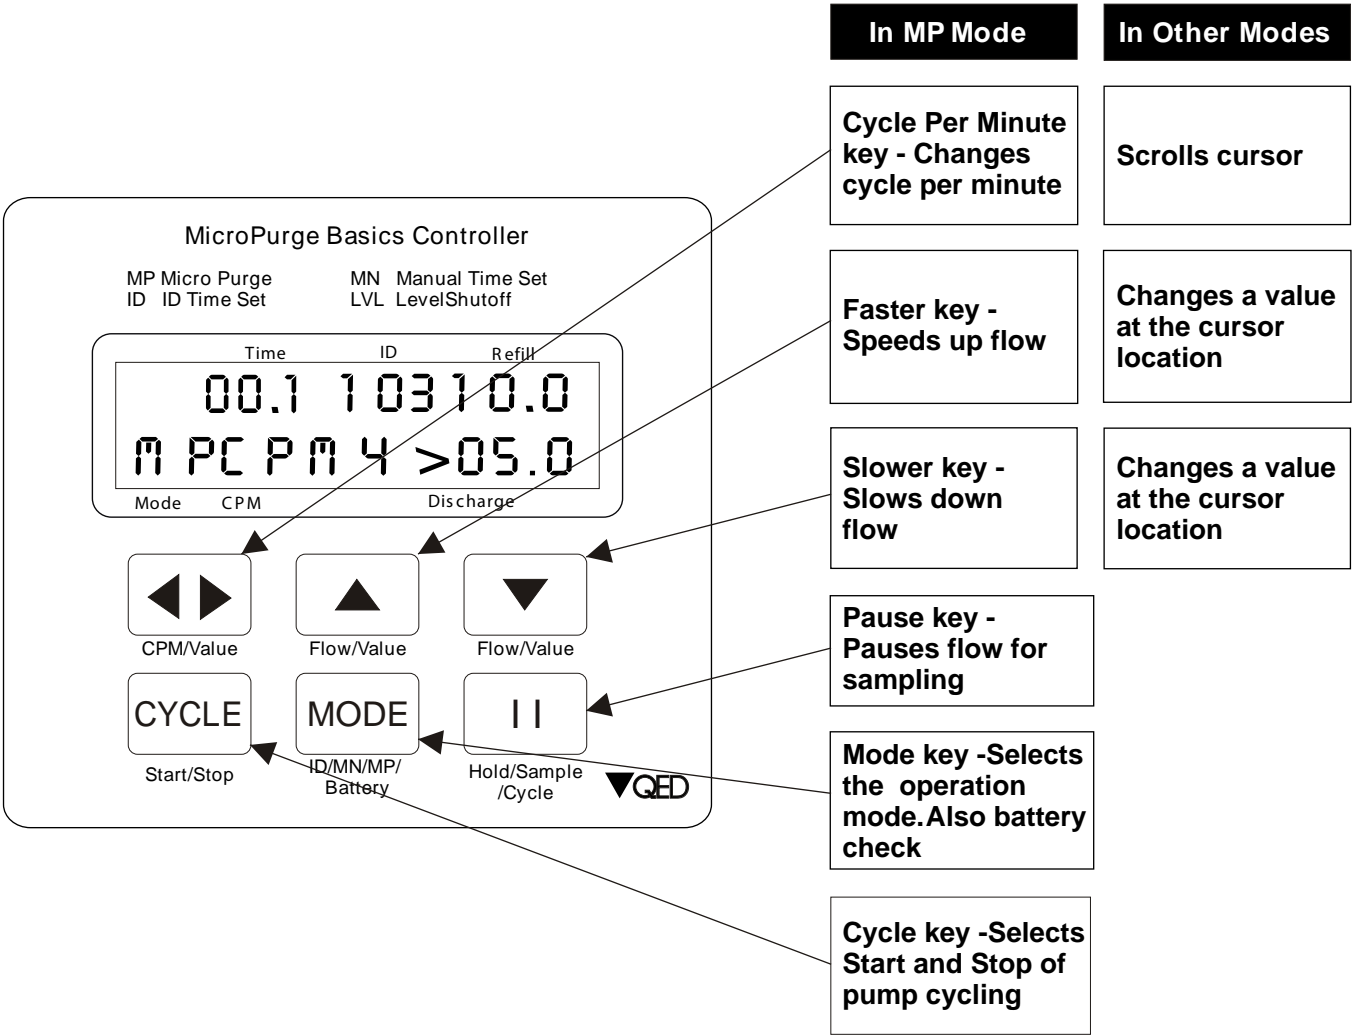 In MP Mode
In Other Modes
Cycle Per Minute
key - Changes
cycle per minute
Scrolls cursor
Faster key -
Speeds up flow
Changes a value
at the cursor
location
Slower key -
Slows down
flow
Changes a value
at the cursor
location
Pause key -
Pauses flow for
sampling
Mode key -Selects
the operation
mode.Also battery
check
Cycle key -Selects
Start and Stop of
pump cycling
MicroPurge Basics Controller
MP Micro Purge
MN Manual Time Set
ID ID Time Set
LVL LevelShutoff
Time ID Refill
00.1 1 0310.0
MPCPM4 >05.0
Mode CPM Discharge
CPM/Value
Flow/Value
Flow/Value
CYCLE
MODE
Start/Stop
ID/MN/MP/
Battery
Hold/Sample
/Cycle
QED